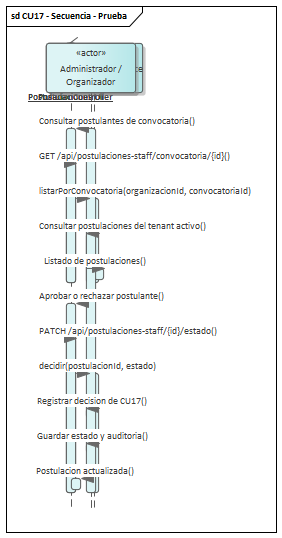 sd CU17 - Secuencia - Prueba
«actor»
Administrador /
Organizador
Consultar postulantes de convocatoria()
GET /api/postulaciones-staff/convocatoria/{id}()
listarPorConvocatoria(organizacionId, convocatoriaId)
Consultar postulaciones del tenant activo()
Listado de postulaciones()
Aprobar o rechazar postulante()
PATCH /api/postulaciones-staff/{id}/estado()
decidir(postulacionId, estado)
Registrar decision de CU17()
Guardar estado y auditoria()
Postulacion actualizada()